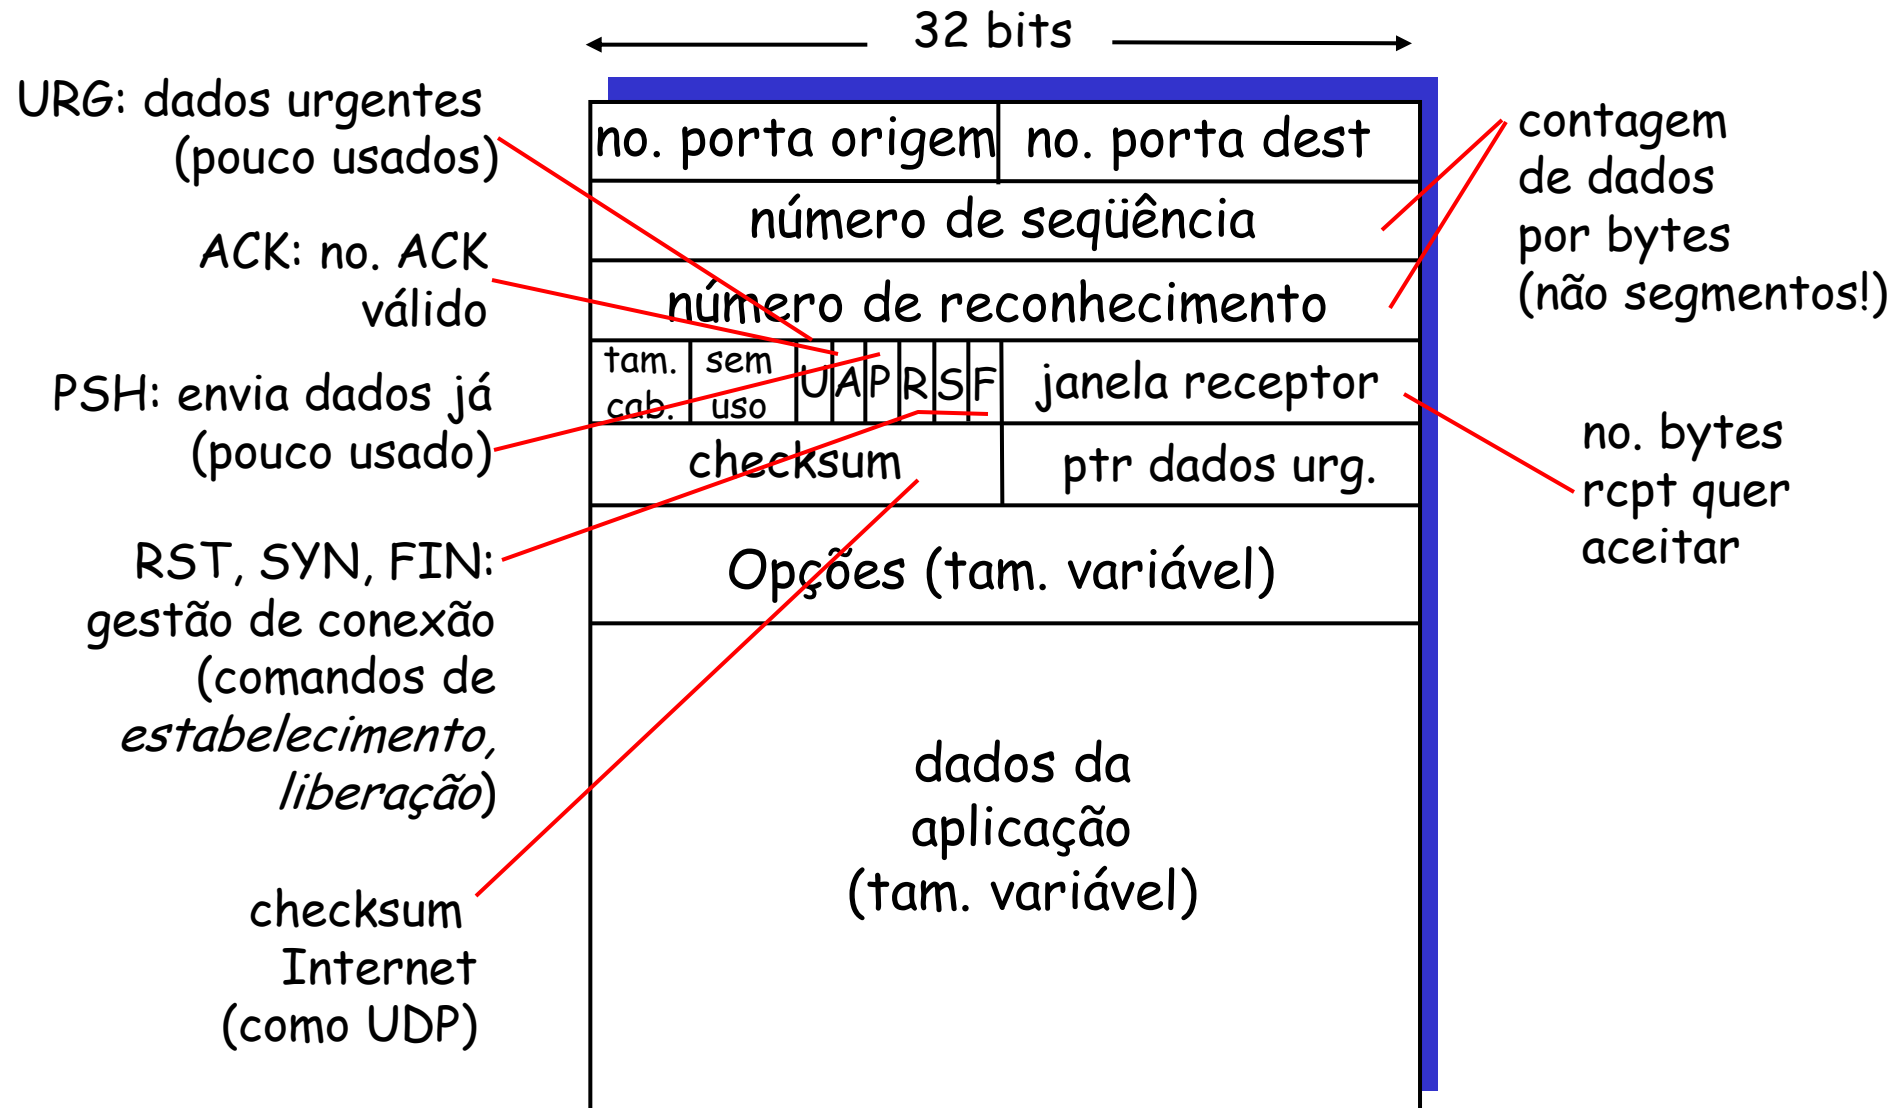 32 bits
URG: dados urgentes
(pouco usados)
ACK: no. ACK
válido
PSH: envia dados já
(pouco usado)
RST, SYN, FIN:
gestão de conexão
(comandos de
estabelecimento,
liberação)
checksum
Internet
(como UDP)
no. porta origem no. porta dest
número de seqüência
número de reconhecimento
tam.
cab.
sem
uso
U A P R S F
janela receptor
checksum
ptr dados urg.
Opções (tam. variável)
dados da
aplicação
(tam. variável)
contagem
de dados
por bytes
(não segmentos!)
no. bytes
rcpt quer
aceitar